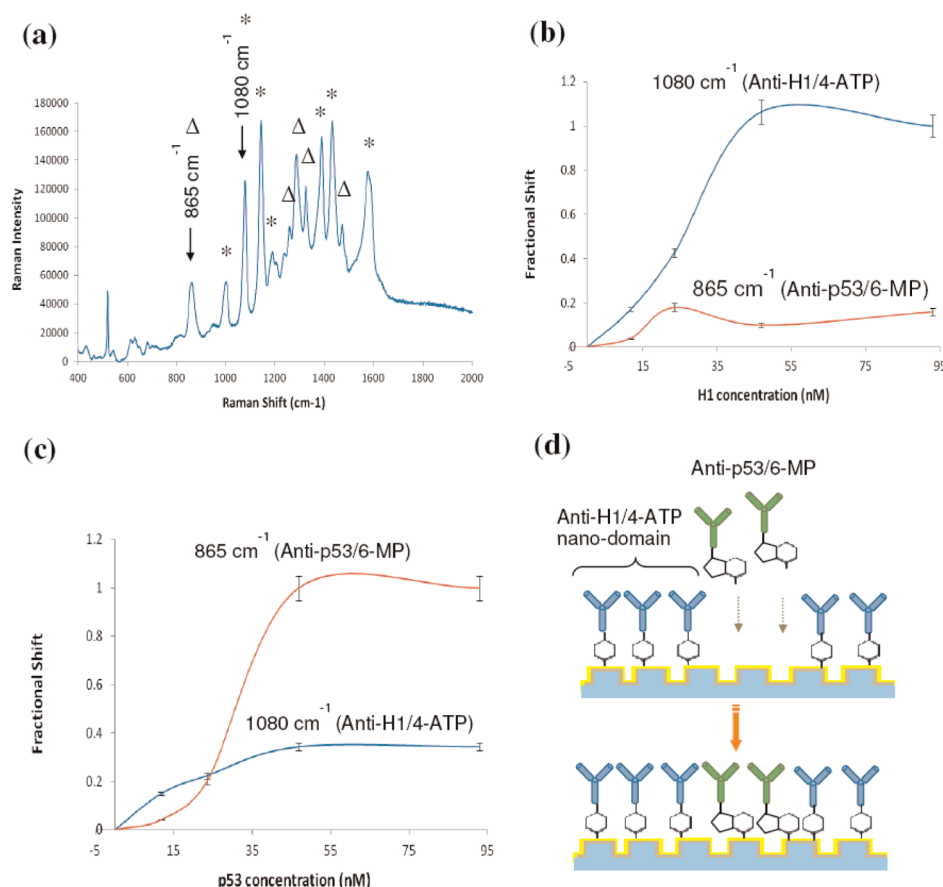 (a)
865 cm⁻¹ Δ
1080 cm⁻¹ *
* * * * * *
Δ Δ Δ Δ
180000
160000
140000
120000
100000
80000
60000
40000
20000
0
Raman Intensity
400 600 800 1000 1200 1400 1600 1800 2000
Raman Shift (cm-1)
(b)
1080 cm⁻¹ (Anti-H1/4-ATP)
865 cm⁻¹ (Anti-p53/6-MP)
1.2
1
0.8
0.6
0.4
0.2
0
Fractional Shift
-5 15 35 55 75 95
H1 concentration (nM)
(c)
865 cm⁻¹ (Anti-p53/6-MP)
1080 cm⁻¹ (Anti-H1/4-ATP)
1.2
1
0.8
0.6
0.4
0.2
0
Fractional Shift
-5 15 35 55 75 95
p53 concentration (nM)
(d)
Anti-p53/6-MP
Anti-H1/4-ATP
nano-domain